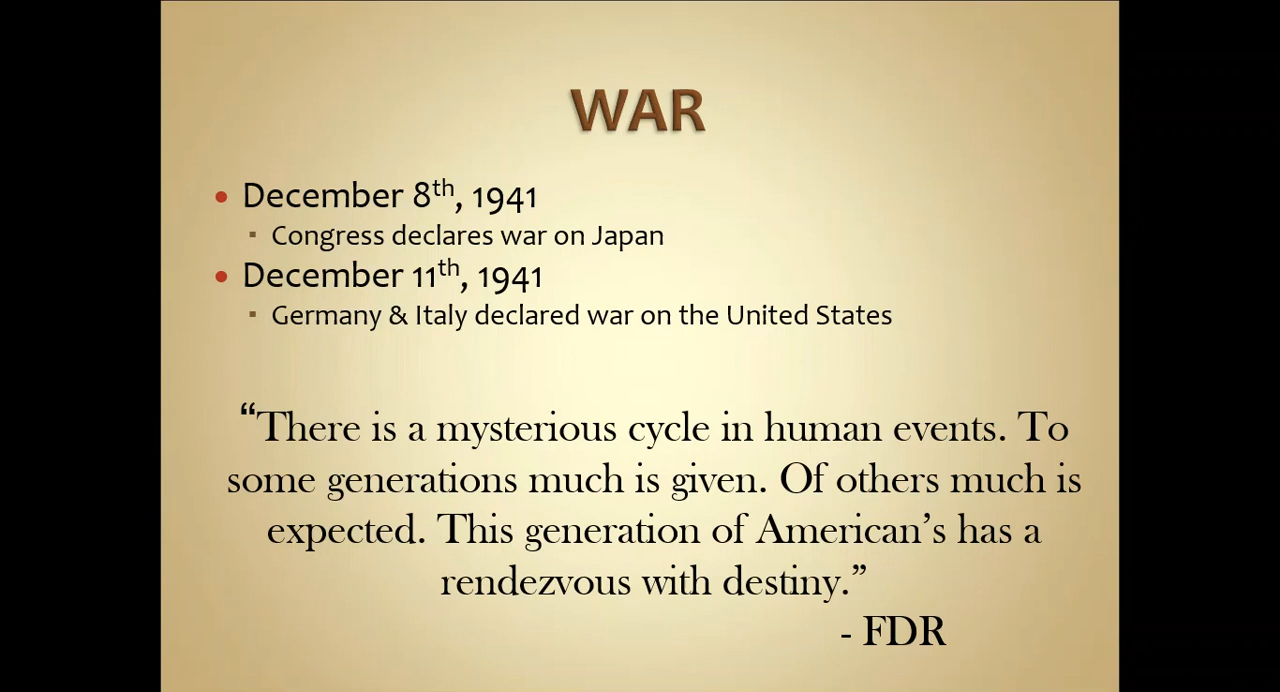 WAR
• December 8th, 1941
▪ Congress declares war on Japan
• December 11th, 1941
▪ Germany & Italy declared war on the United States
“There is a mysterious cycle in human events. To
some generations much is given. Of others much is
expected. This generation of American’s has a
rendezvous with destiny.”
- FDR